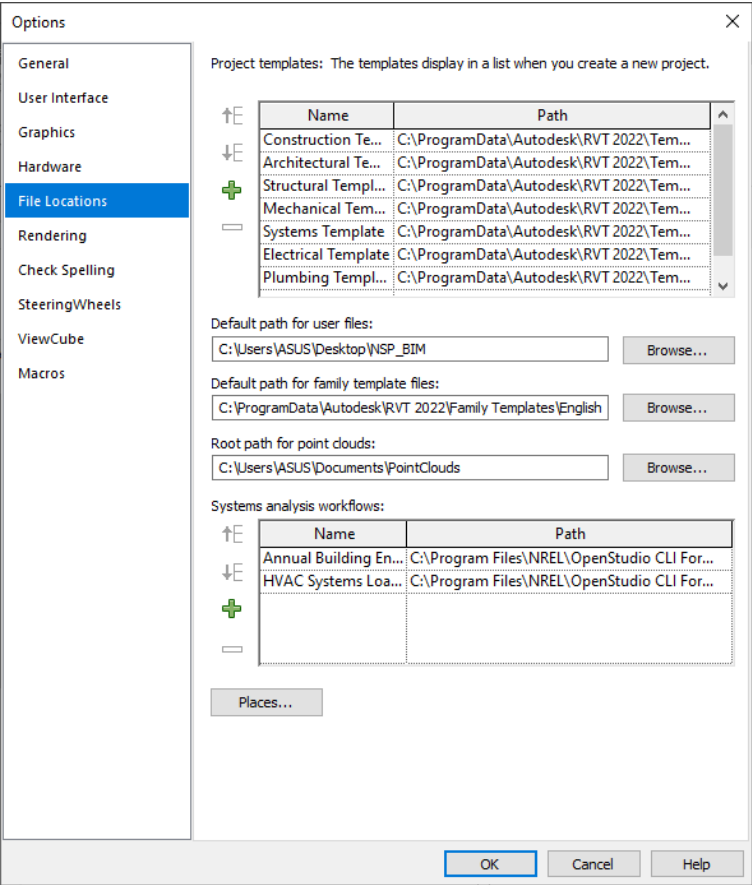 Options
General
User Interface
Graphics
Hardware
File Locations
Rendering
Check Spelling
SteeringWheels
ViewCube
Macros
Project templates: The templates display in a list when you create a new project.
Name Path
Construction Te... C:\ProgramData\Autodesk\RVT 2022\Tem...
Architectural Te... C:\ProgramData\Autodesk\RVT 2022\Tem...
Structural Templ... C:\ProgramData\Autodesk\RVT 2022\Tem...
Mechanical Tem... C:\ProgramData\Autodesk\RVT 2022\Tem...
Systems Template C:\ProgramData\Autodesk\RVT 2022\Tem...
Electrical Template C:\ProgramData\Autodesk\RVT 2022\Tem...
Plumbing Templ... C:\ProgramData\Autodesk\RVT 2022\Tem...
Default path for user files:
C:\Users\ASUS\Desktop\NSP_BIM Browse...
Default path for family template files:
C:\ProgramData\Autodesk\RVT 2022\Family Templates\English Browse...
Root path for point clouds:
C:\Users\ASUS\Documents\PointClouds Browse...
Systems analysis workflows:
Name Path
Annual Building En... C:\Program Files\NREL\OpenStudio CLI For...
HVAC Systems Loa... C:\Program Files\NREL\OpenStudio CLI For...
Places...
OK Cancel Help